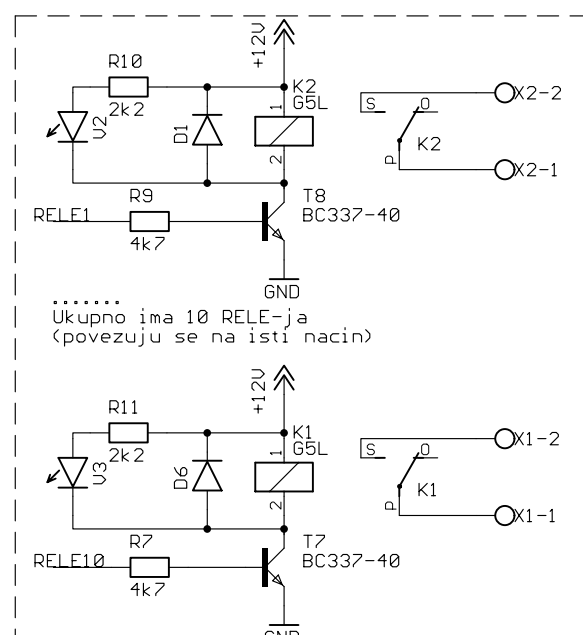 +12V
R10
2k2
V2
D1
K2
G5L
1
2
S
O
P
K2
X2-2
X2-1
RELE1
R9
4k7
T8
BC337-40
GND
.......
Ukupno ima 10 RELE-ja
(povezuju se na isti nacin)
+12V
R11
2k2
V3
D6
K1
G5L
1
2
S
O
P
K1
X1-2
X1-1
RELE10
R7
4k7
T7
BC337-40
GND